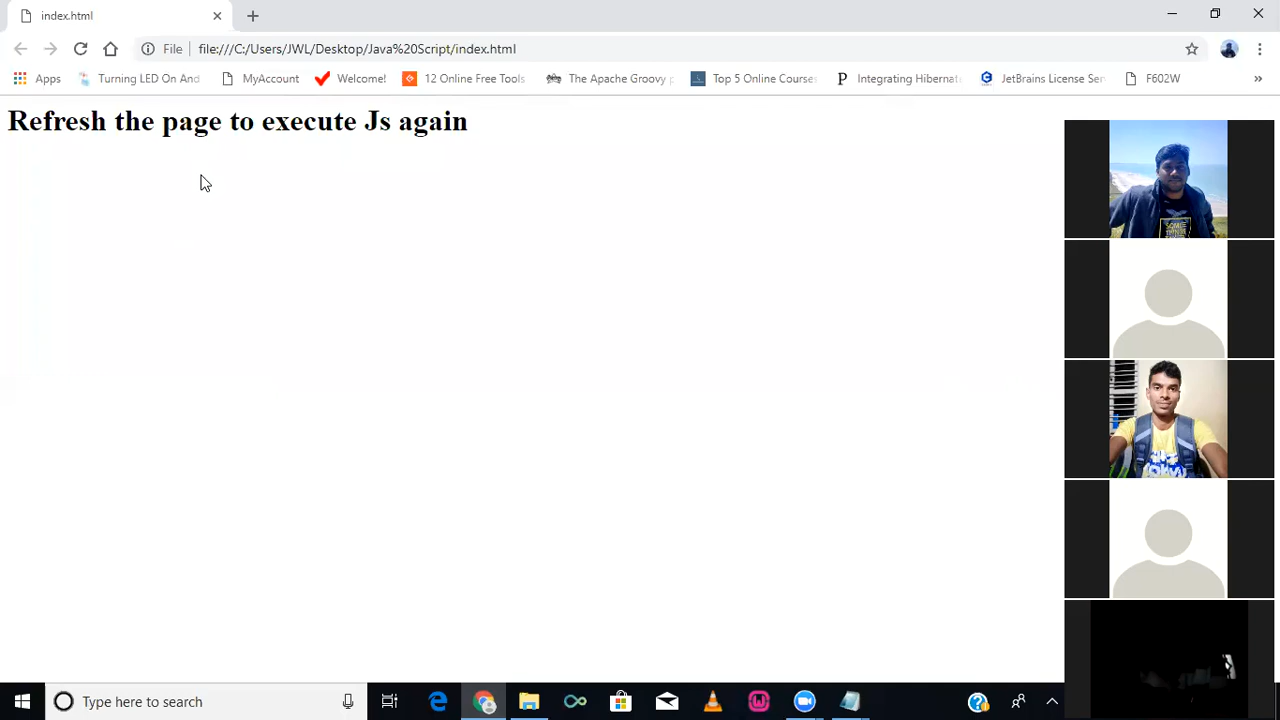 index.html
File file:///C:/Users/JWL/Desktop/Java%20Script/index.html
Apps Turning LED On And MyAccount Welcome! 12 Online Free Tools The Apache Groovy p Top 5 Online Courses Integrating Hibernat JetBrains License Ser F602W
Refresh the page to execute Js again
SOME
Type here to search